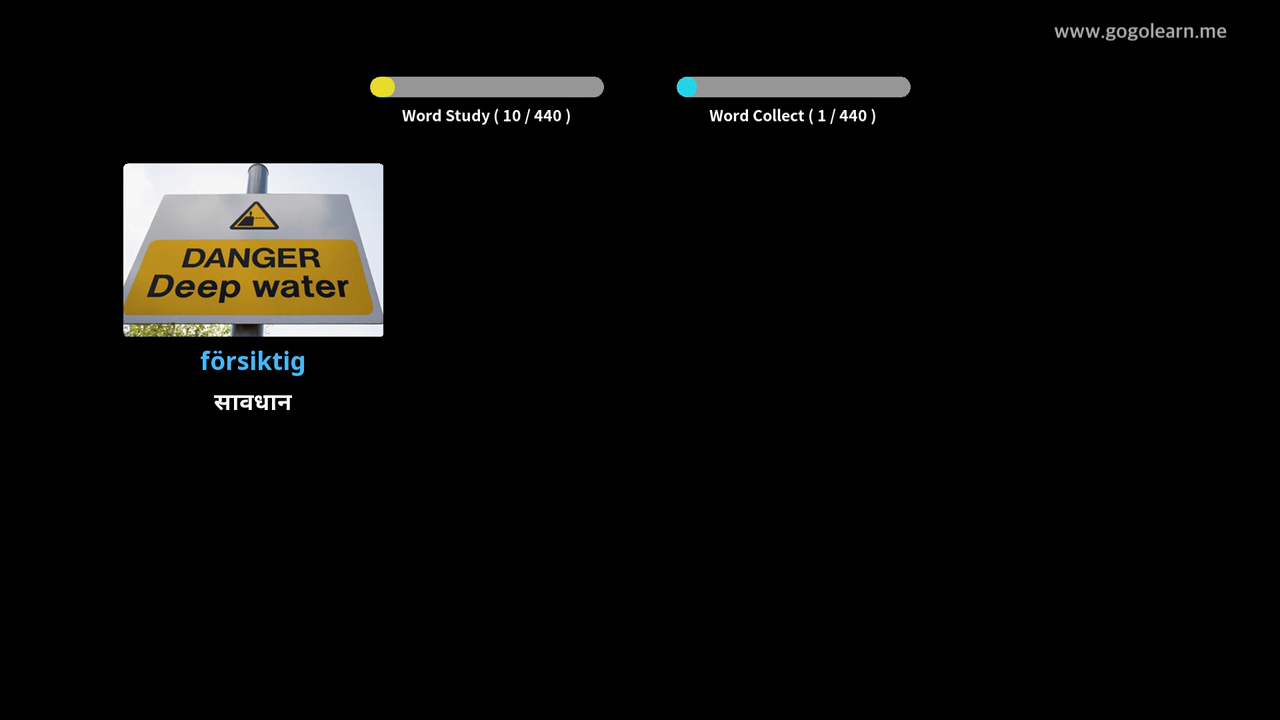 www.gogolearn.me
Word Study ( 10 / 440 )
Word Collect ( 1 / 440 )
DANGER
Deep water
försiktig
सावधान